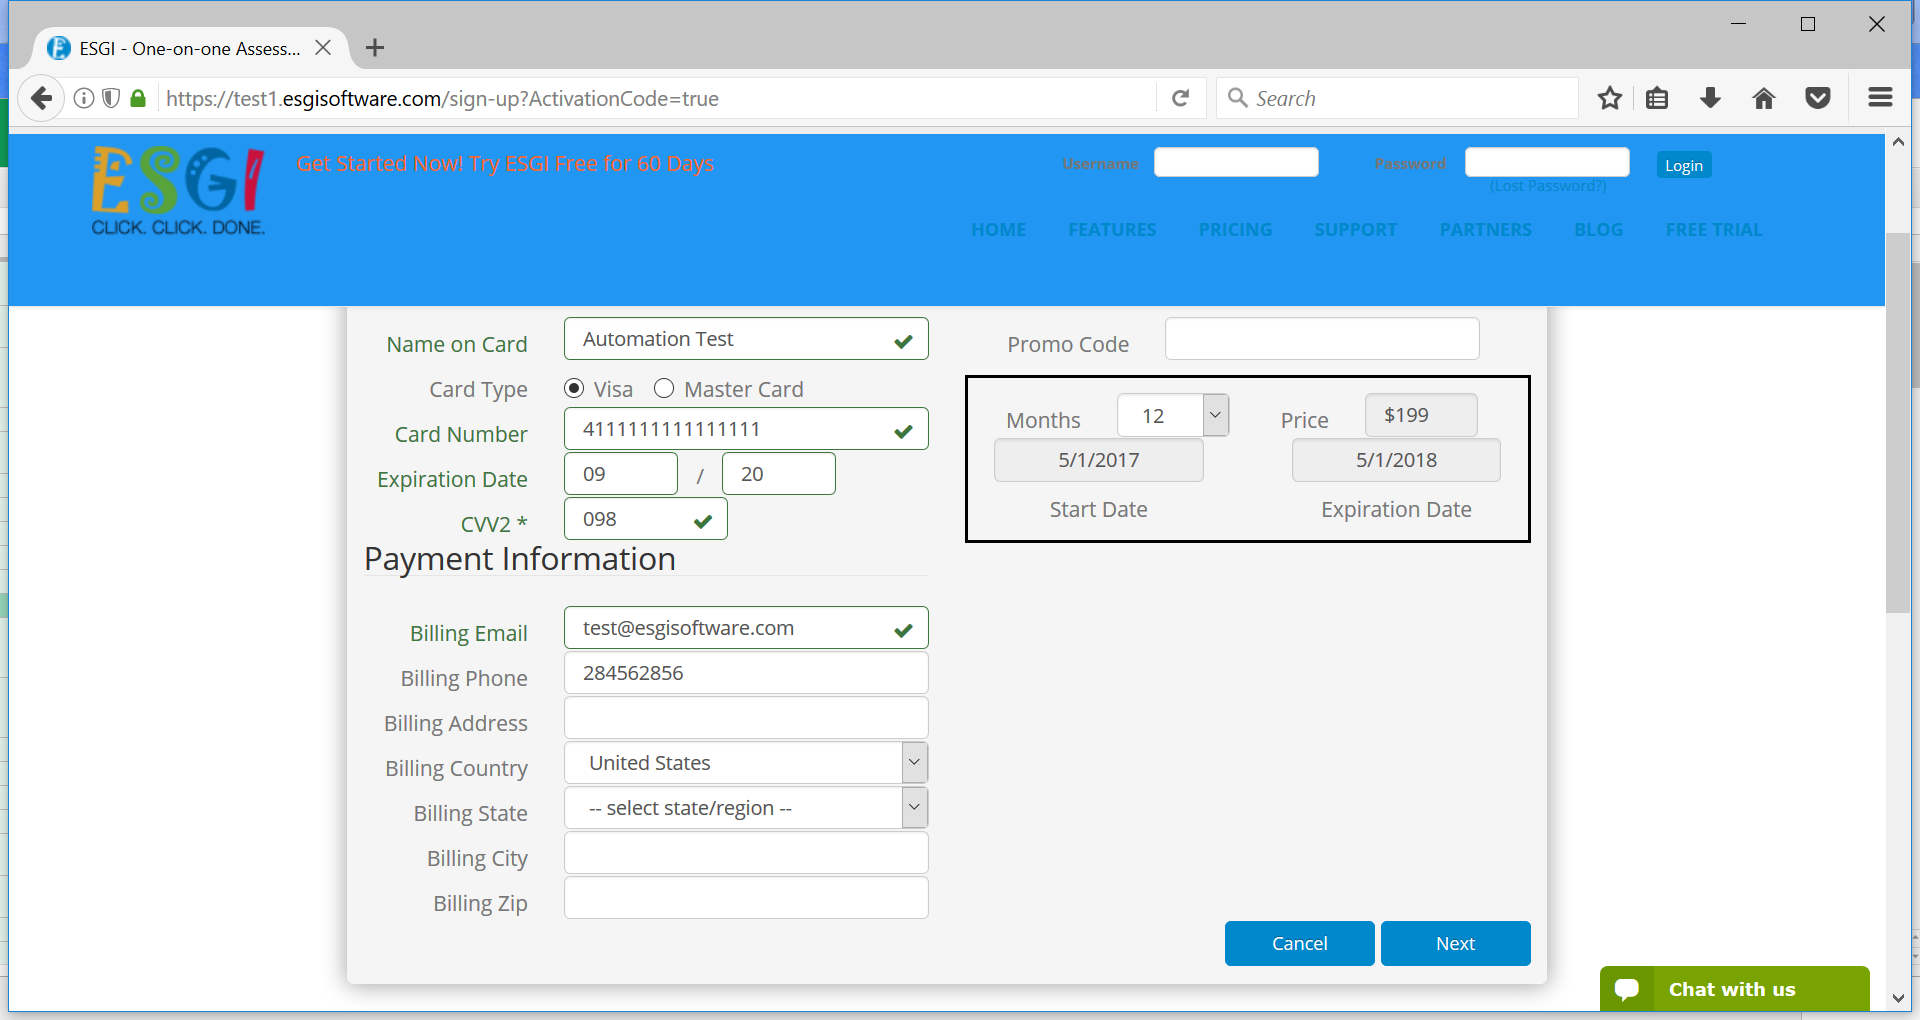 ESGI - One-on-one Assess...
https://test1.esgisoftware.com/sign-up?ActivationCode=true
Search
ESGI
CLICK. CLICK. DONE.
Get Started Now! Try ESGI Free for 60 Days
Username
Password
Login
(Lost Password?)
HOME FEATURES PRICING SUPPORT PARTNERS BLOG FREE TRIAL
Name on Card Automation Test
Card Type Visa Master Card
Card Number 4111111111111111
Expiration Date 09 / 20
CVV2 * 098
Promo Code
Months 12 Price $199
5/1/2017 5/1/2018
Start Date Expiration Date
Payment Information
Billing Email test@esgisoftware.com
Billing Phone 284562856
Billing Address
Billing Country United States
Billing State -- select state/region --
Billing City
Billing Zip
Cancel Next
Chat with us